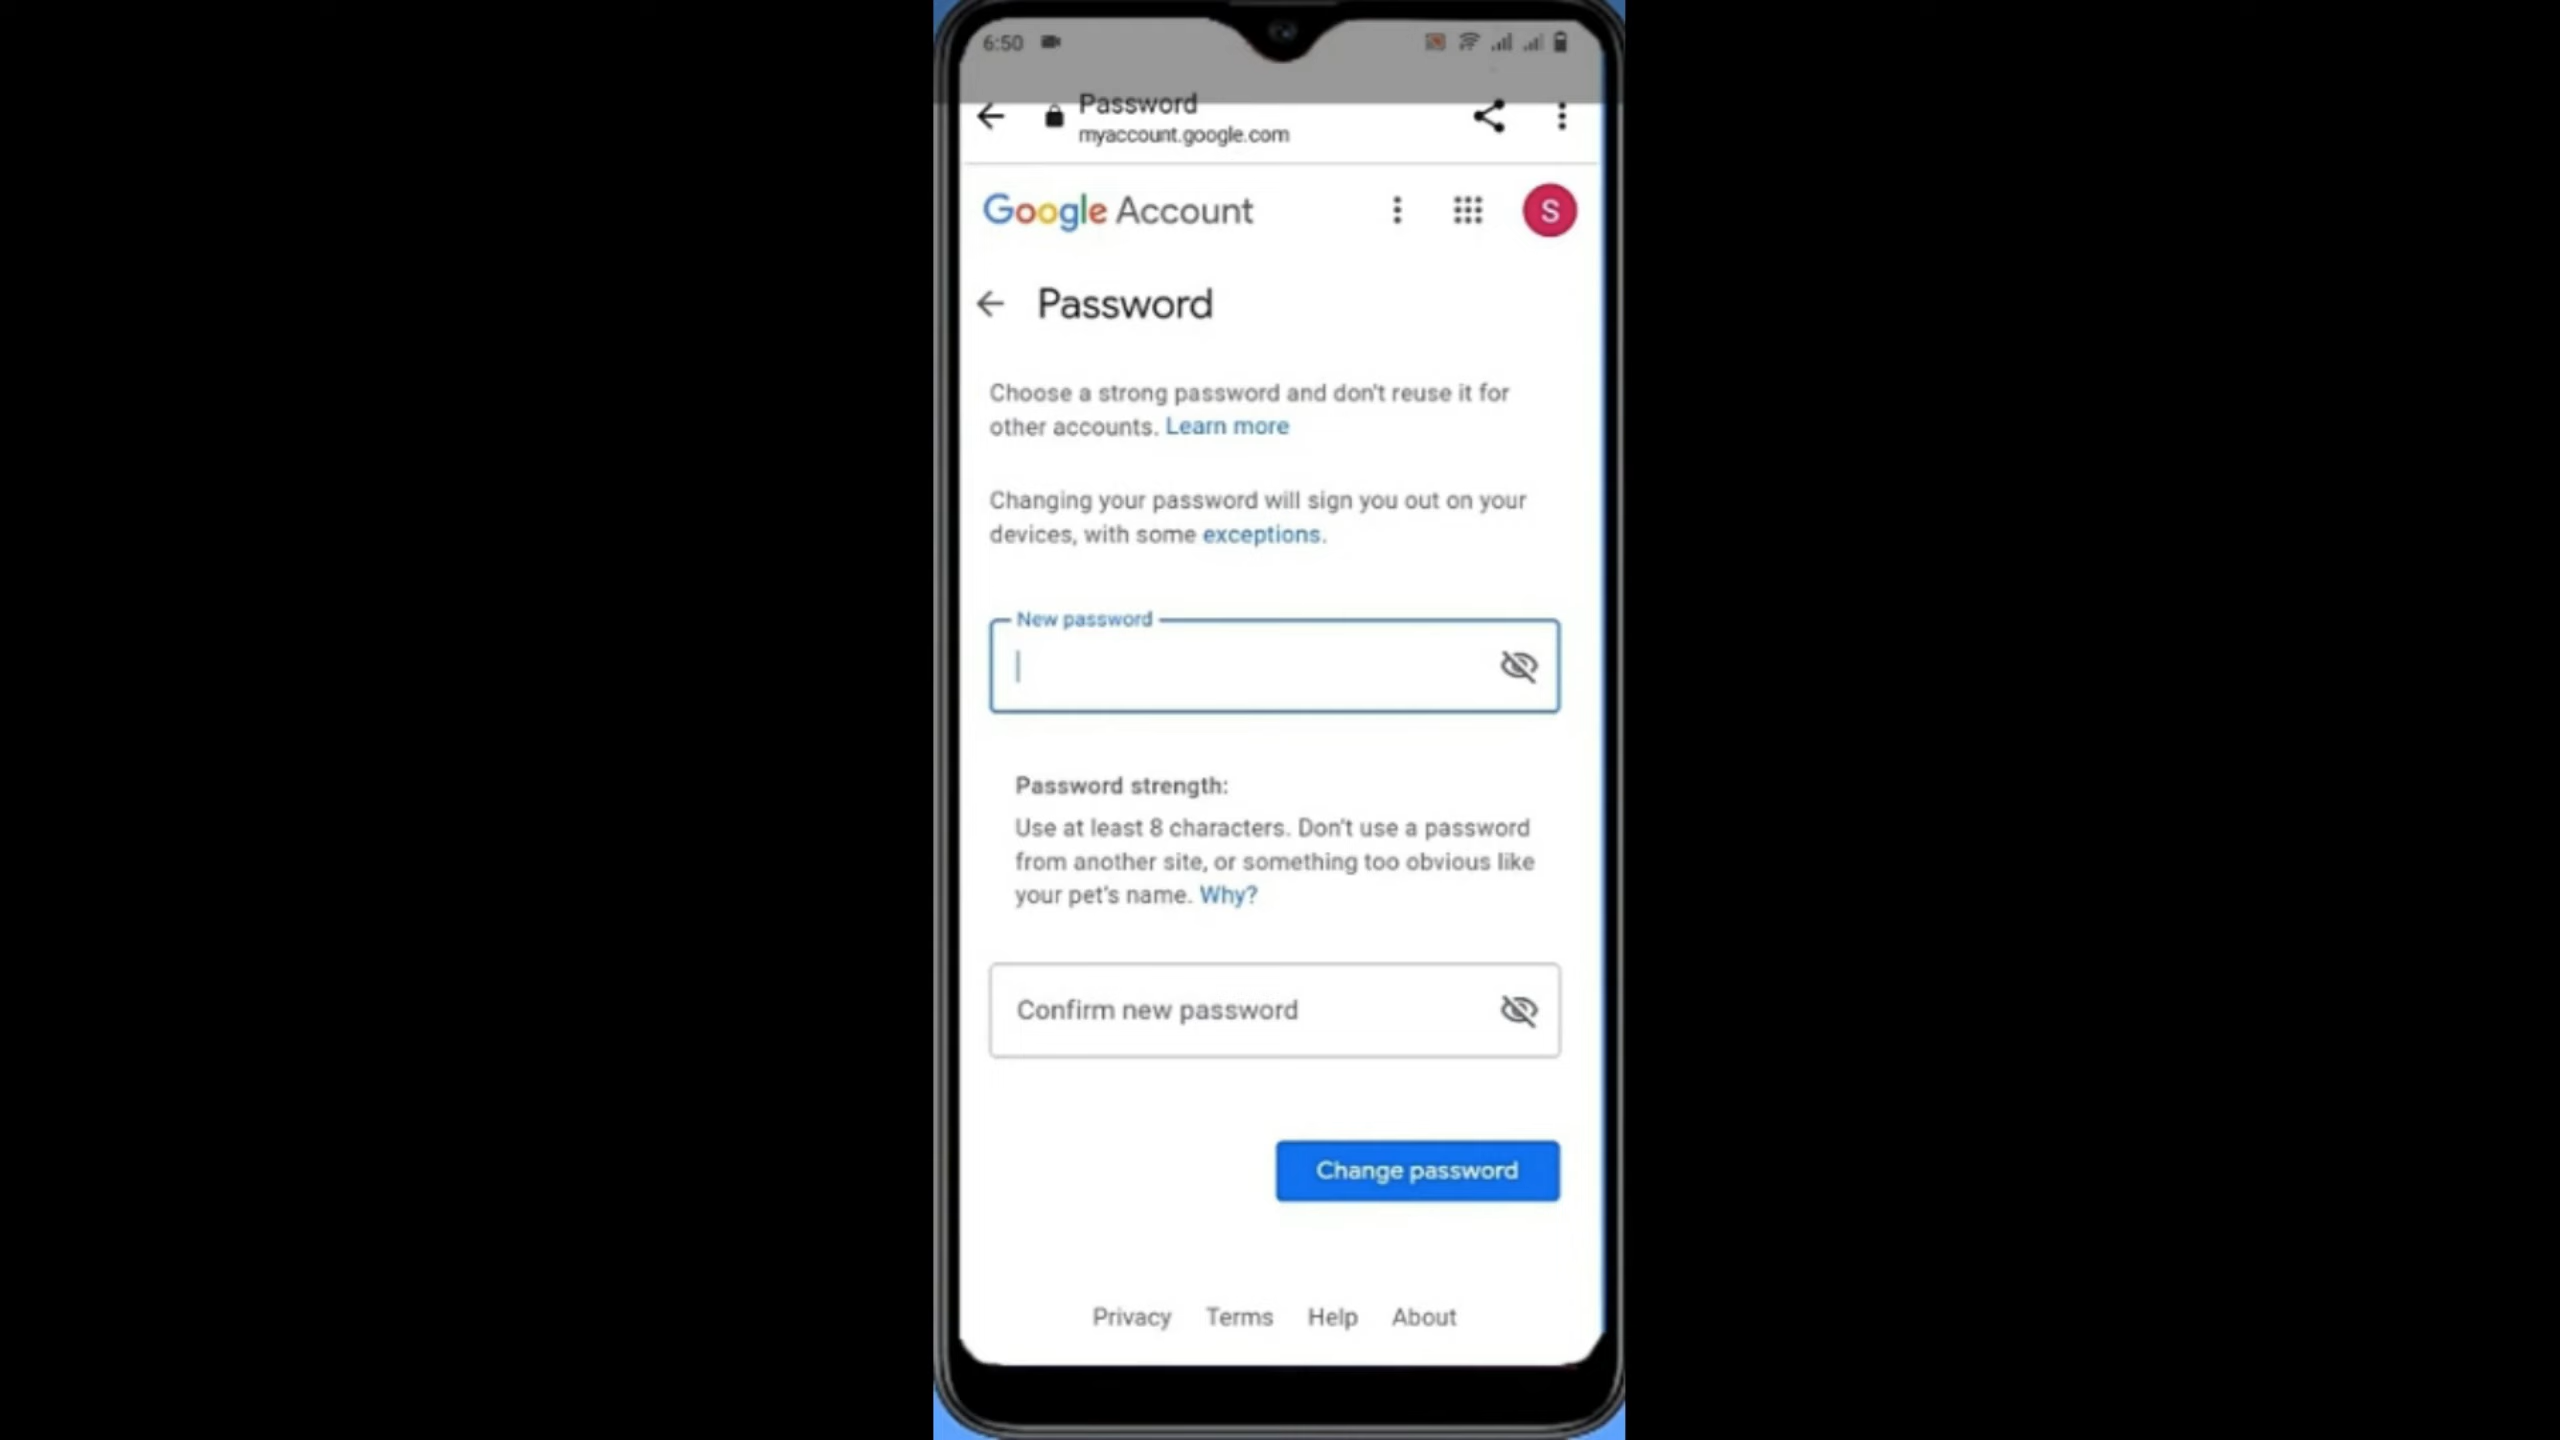 6:50
Password
myaccount.google.com
Google Account
S
Password
Choose a strong password and don't reuse it for
other accounts. Learn more
Changing your password will sign you out on your
devices, with some exceptions.
New password
Password strength:
Use at least 8 characters. Don't use a password
from another site, or something too obvious like
your pet's name. Why?
Confirm new password
Change password
Privacy Terms Help About